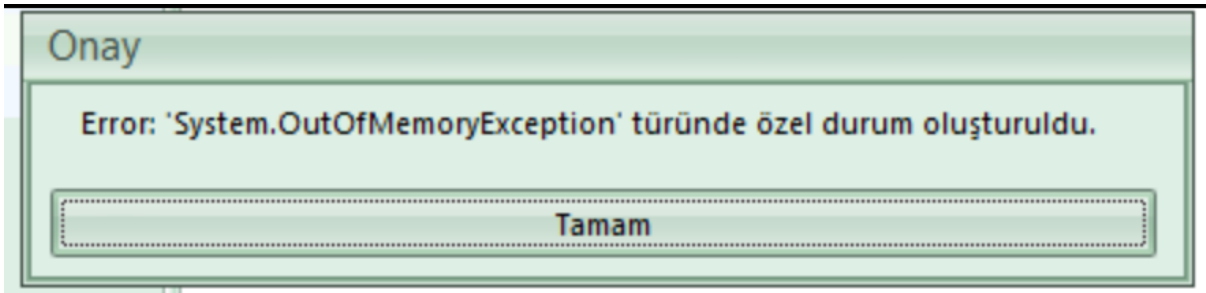 Onay
Error: 'System.OutOfMemoryException' türünde özel durum oluşturuldu.
Tamam